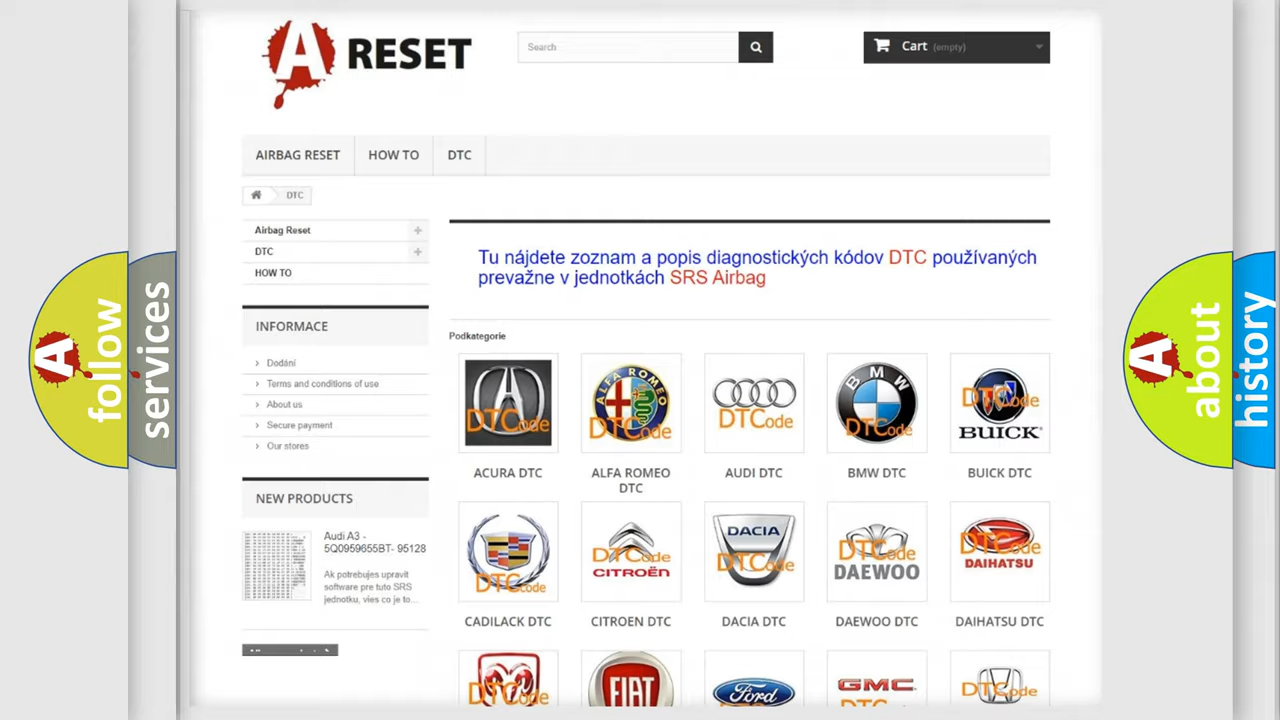 A RESET
Search
Cart (empty)
AIRBAG RESET
HOW TO
DTC
DTC
Airbag Reset
DTC
HOW TO
INFORMACE
Dodání
Terms and conditions of use
About us
Secure payment
Our stores
NEW PRODUCTS
Audi A3 -
5Q0959655BT- 95128
Ak potrebujes upravit
software pre tuto SRS
jednotku, vies co je to...
Tu nájdete zoznam a popis diagnostických kódov DTC používaných
prevažne v jednotkách SRS Airbag
Podkategorie
DTCode
ALFA ROMEO
DTCode
DTCode
BMW
DTCode
DTCode
BUICK
ACURA DTC
ALFA ROMEO
DTC
AUDI DTC
BMW DTC
BUICK DTC
DTCode
DTCode
CITROËN
DACIA
DTCode
DTCode
DAEWOO
DTCode
DAIHATSU
CADILACK DTC
CITROEN DTC
DACIA DTC
DAEWOO DTC
DAIHATSU DTC
DTCode
FIAT
Ford
GMC
DTCode
A follow
services
A about
history